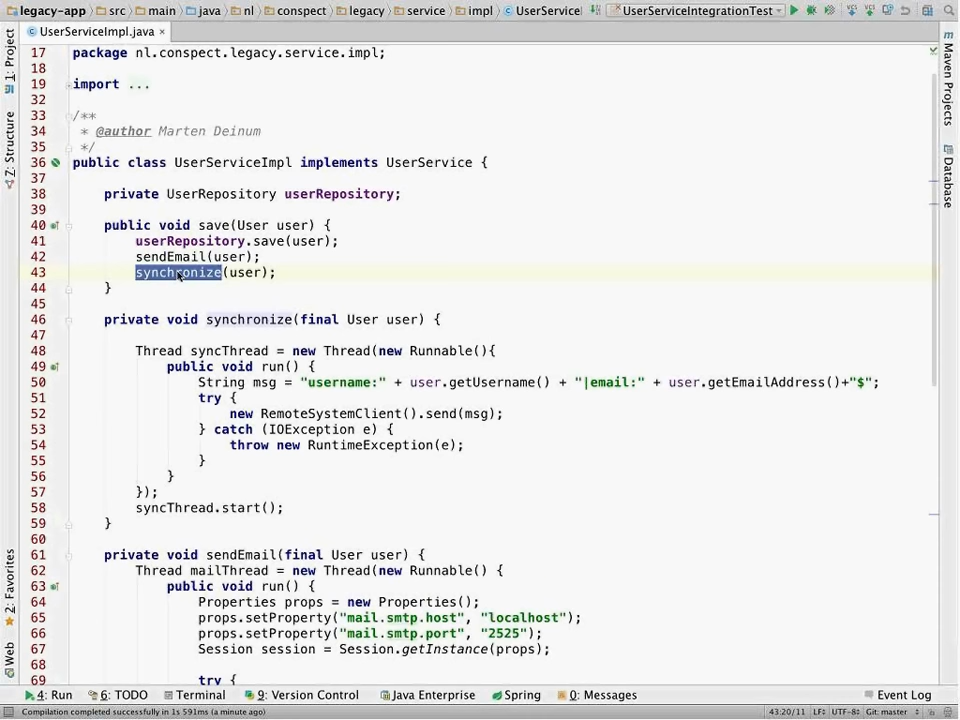 legacy-app src main java nl conspect legacy service impl UserServiceI UserServiceIntegrationTest
UserServiceImpl.java ×
1: Project
Z: Structure
2: Favorites
Web
Maven Projects
Database
17 package nl.conspect.legacy.service.impl;
18
19 import ...
32
33 /**
34 * @author Marten Deinum
35 */
36 public class UserServiceImpl implements UserService {
37
38 private UserRepository userRepository;
39
40 public void save(User user) {
41 userRepository.save(user);
42 sendEmail(user);
43 synchronize(user);
44 }
45
46 private void synchronize(final User user) {
47
48 Thread syncThread = new Thread(new Runnable(){
49 public void run() {
50 String msg = "username:" + user.getUsername() + "|email:" + user.getEmailAddress()+"$";
51 try {
52 new RemoteSystemClient().send(msg);
53 } catch (IOException e) {
54 throw new RuntimeException(e);
55 }
56 }
57 });
58 syncThread.start();
59 }
60
61 private void sendEmail(final User user) {
62 Thread mailThread = new Thread(new Runnable() {
63 public void run() {
64 Properties props = new Properties();
65 props.setProperty("mail.smtp.host", "localhost");
66 props.setProperty("mail.smtp.port", "2525");
67 Session session = Session.getInstance(props);
68
69 try {
4: Run 6: TODO Terminal 9: Version Control Java Enterprise Spring 0: Messages Event Log
Compilation completed successfully in 1s 591ms (a minute ago) 43:20/11 LF÷ UTF-8÷ Git: master